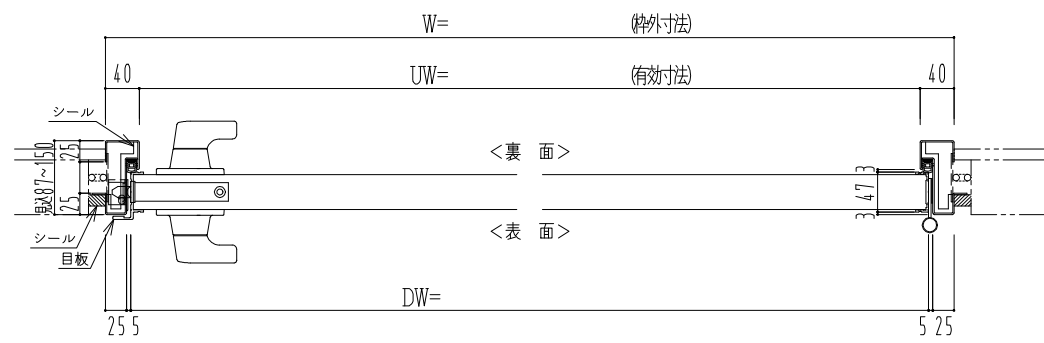 W= (枠外寸法)
40 UW= (有効寸法) 40
シール
<裏 面>
見込87~150
25
25
3
47
3
シール
<表 面>
目板
DW=
25 5 5 25